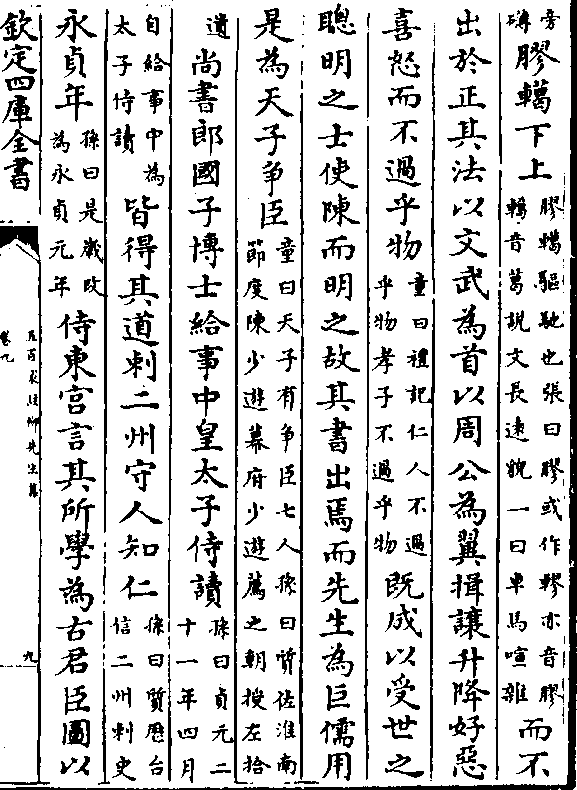 旁礴膠轕下上膠轕驅馳也張曰膠或作轇亦音膠轕音葛說文長遠貌一曰車馬喧雜而不
出於正其法以文武為首以周公為翼揖讓升降好惡
喜怒而不過乎物童曰禮記仁人不過乎物孝子不過乎物既成以受世之
聰明之士使陳而明之故其書出焉而先生為巨儒用
是為天子爭臣童曰天子有爭臣七人孫曰質佐淮南節度陳少遊幕府少遊薦之朝授左拾
遺尚書郎國子博士給事中皇太子侍讀孫曰貞元二十一年四月
自給事中為太子侍讀皆得其道刺二州守人知仁孫曰質歷台信二州刺史
永貞年孫曰是歲改為永貞元年侍東宮言其所學為古君臣圖以
欽定四庫全書
五百家註柳先生集
卷九
九